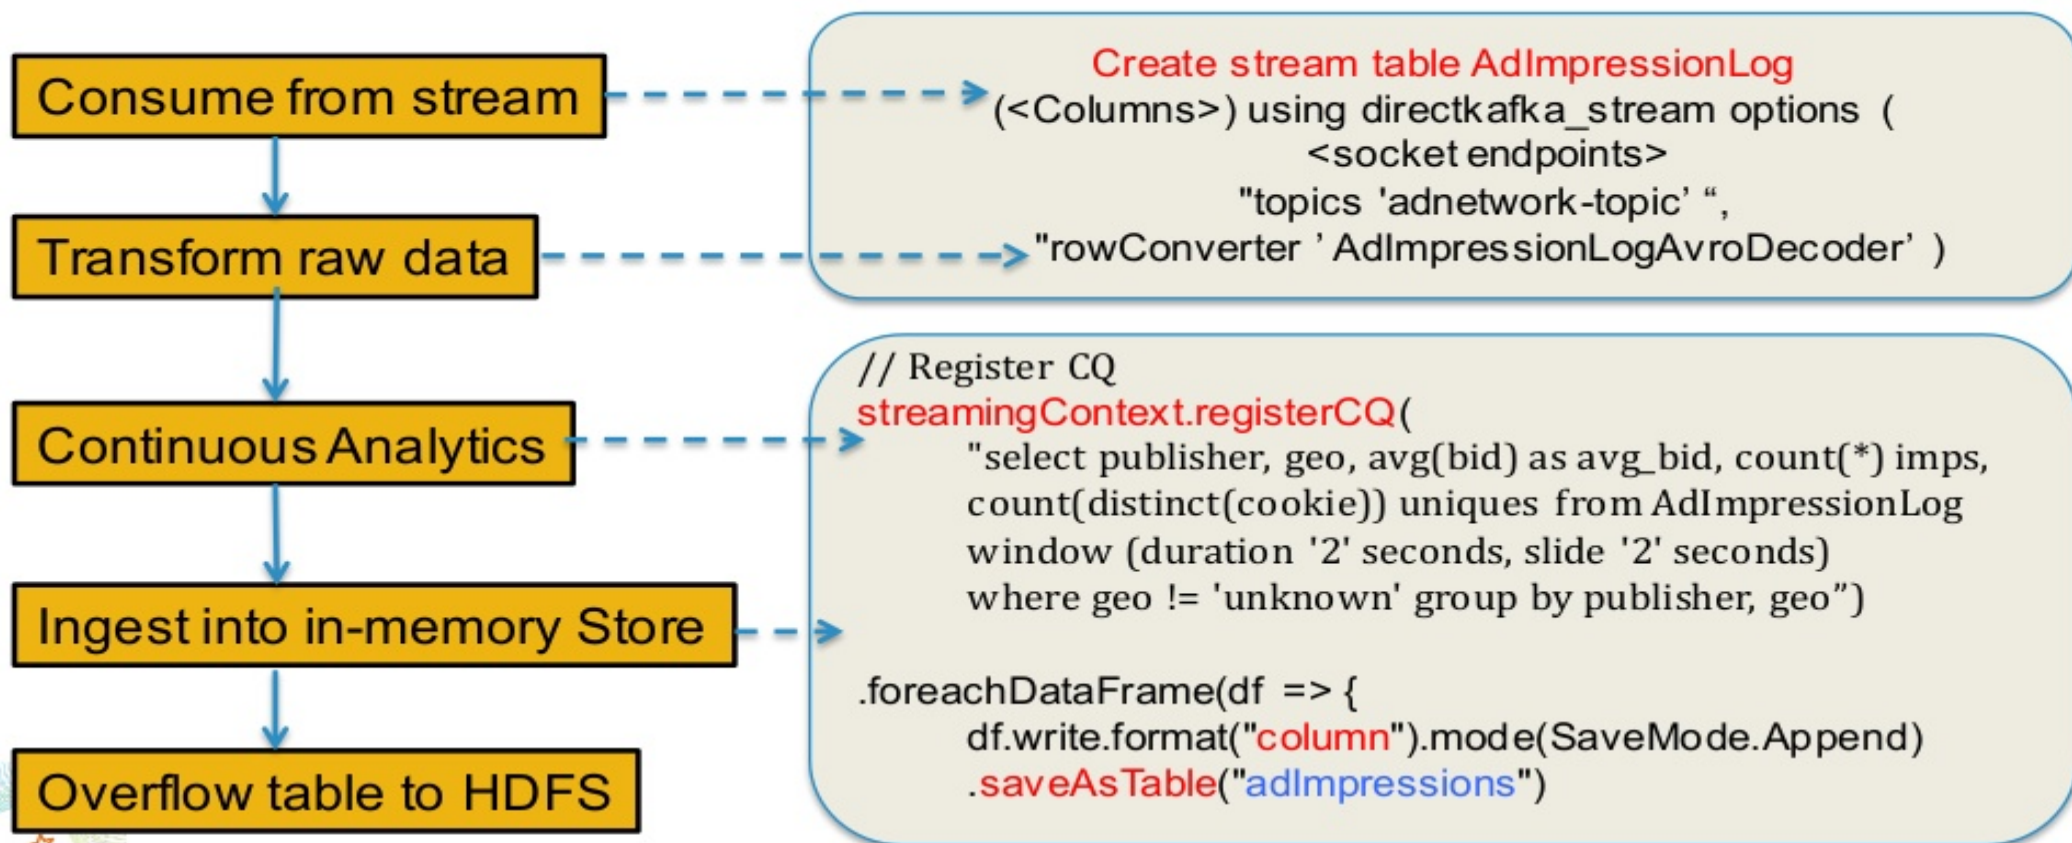 Consume from stream
Transform raw data
Continuous Analytics
Ingest into in-memory Store
Overflow table to HDFS
Create stream table AdImpressionLog
(<Columns>) using directkafka_stream options (
<socket endpoints>
"topics 'adnetwork-topic’ “,
"rowConverter ’ AdImpressionLogAvroDecoder’ )
// Register CQ
streamingContext.registerCQ(
"select publisher, geo, avg(bid) as avg_bid, count(*) imps,
count(distinct(cookie)) uniques from AdImpressionLog
window (duration '2' seconds, slide '2' seconds)
where geo != 'unknown' group by publisher, geo”)
.foreachDataFrame(df => {
df.write.format("column").mode(SaveMode.Append)
.saveAsTable("adImpressions")